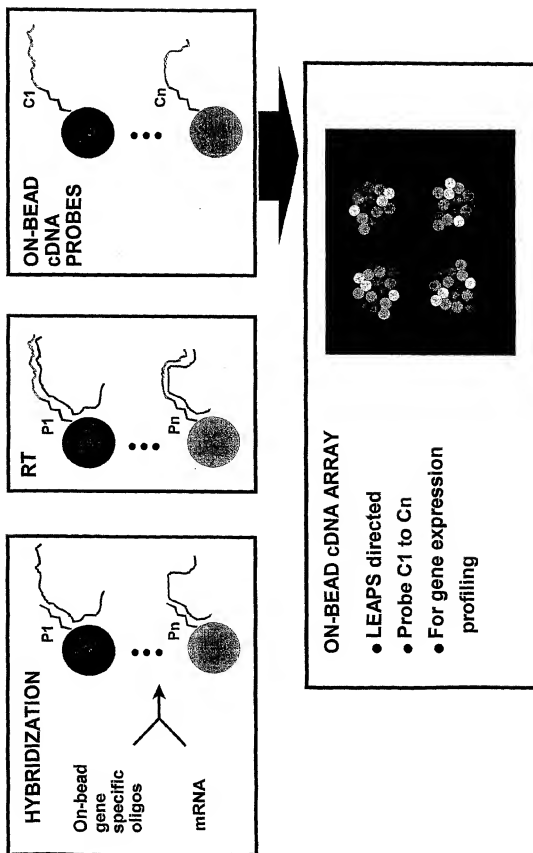 HYBRIDIZATION
On-bead
gene
specific
oligos
mRNA
P1
Pn
RT
P1
Pn
ON-BEAD
cDNA
PROBES
C1
Cn
ON-BEAD cDNA ARRAY
• LEAPS directed
• Probe C1 to Cn
• For gene expression
profiling